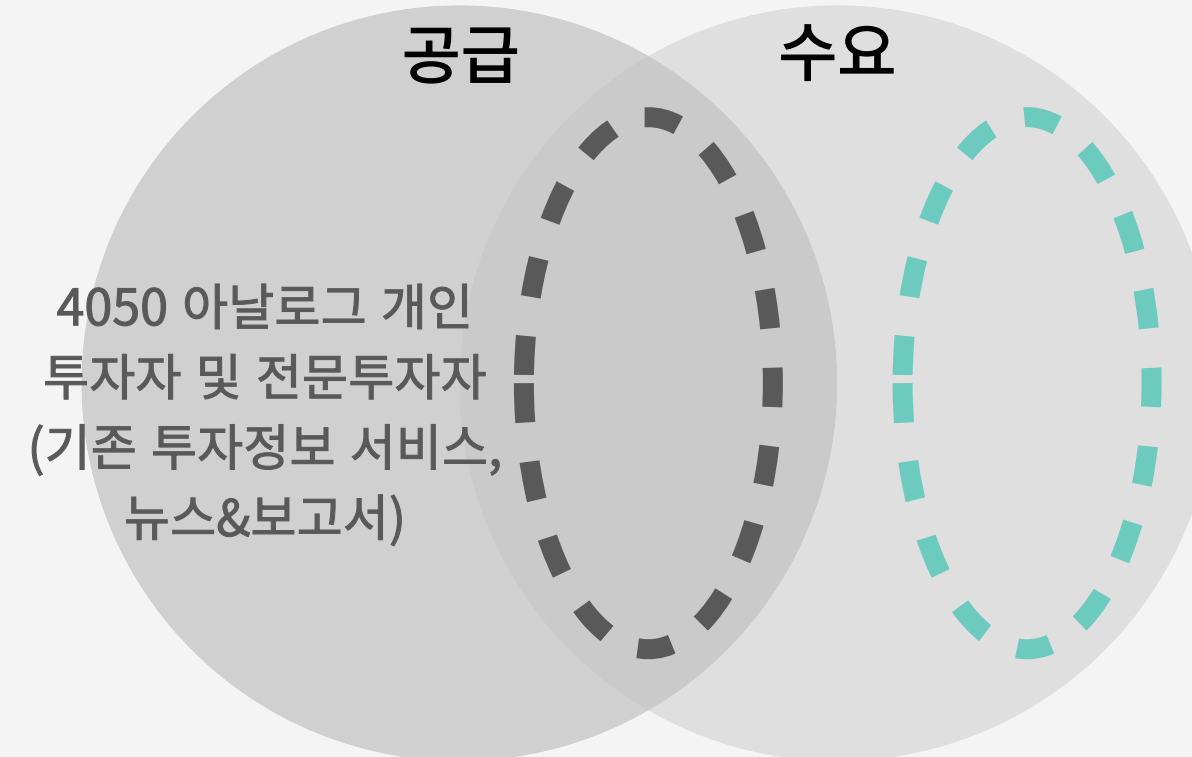 공급
수요
4050 아날로그 개인
투자자 및 전문투자자
(기존 투자정보 서비스,
뉴스&보고서)